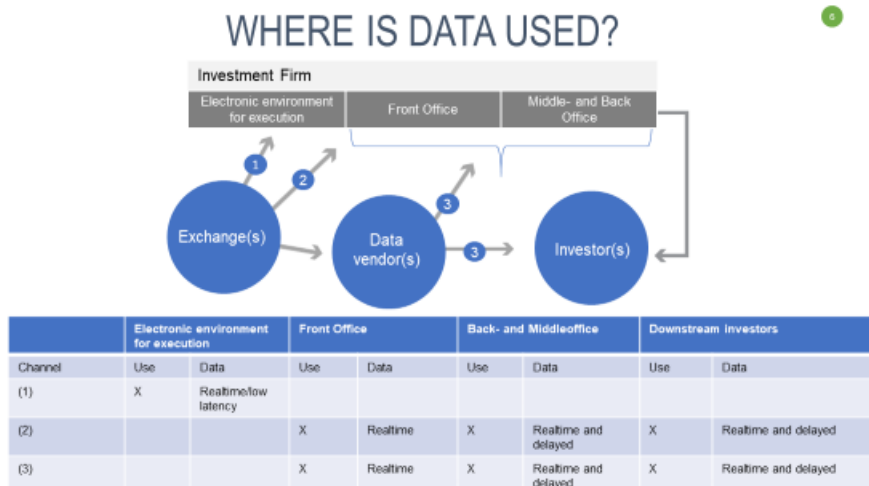 WHERE IS DATA USED?
6
Investment Firm
Electronic environment
for execution
Front Office
Middle- and Back
Office
1
2
3
3
Exchange(s)
Data
vendor(s)
Investor(s)
Electronic environment
for execution
Front Office
Back- and Middleoffice
Downstream investors
Channel
Use
Data
Use
Data
Use
Data
Use
Data
(1)
X
Realtime/low
latency
(2)
X
Realtime
X
Realtime and
delayed
X
Realtime and delayed
(3)
X
Realtime
X
Realtime and
delayed
X
Realtime and delayed